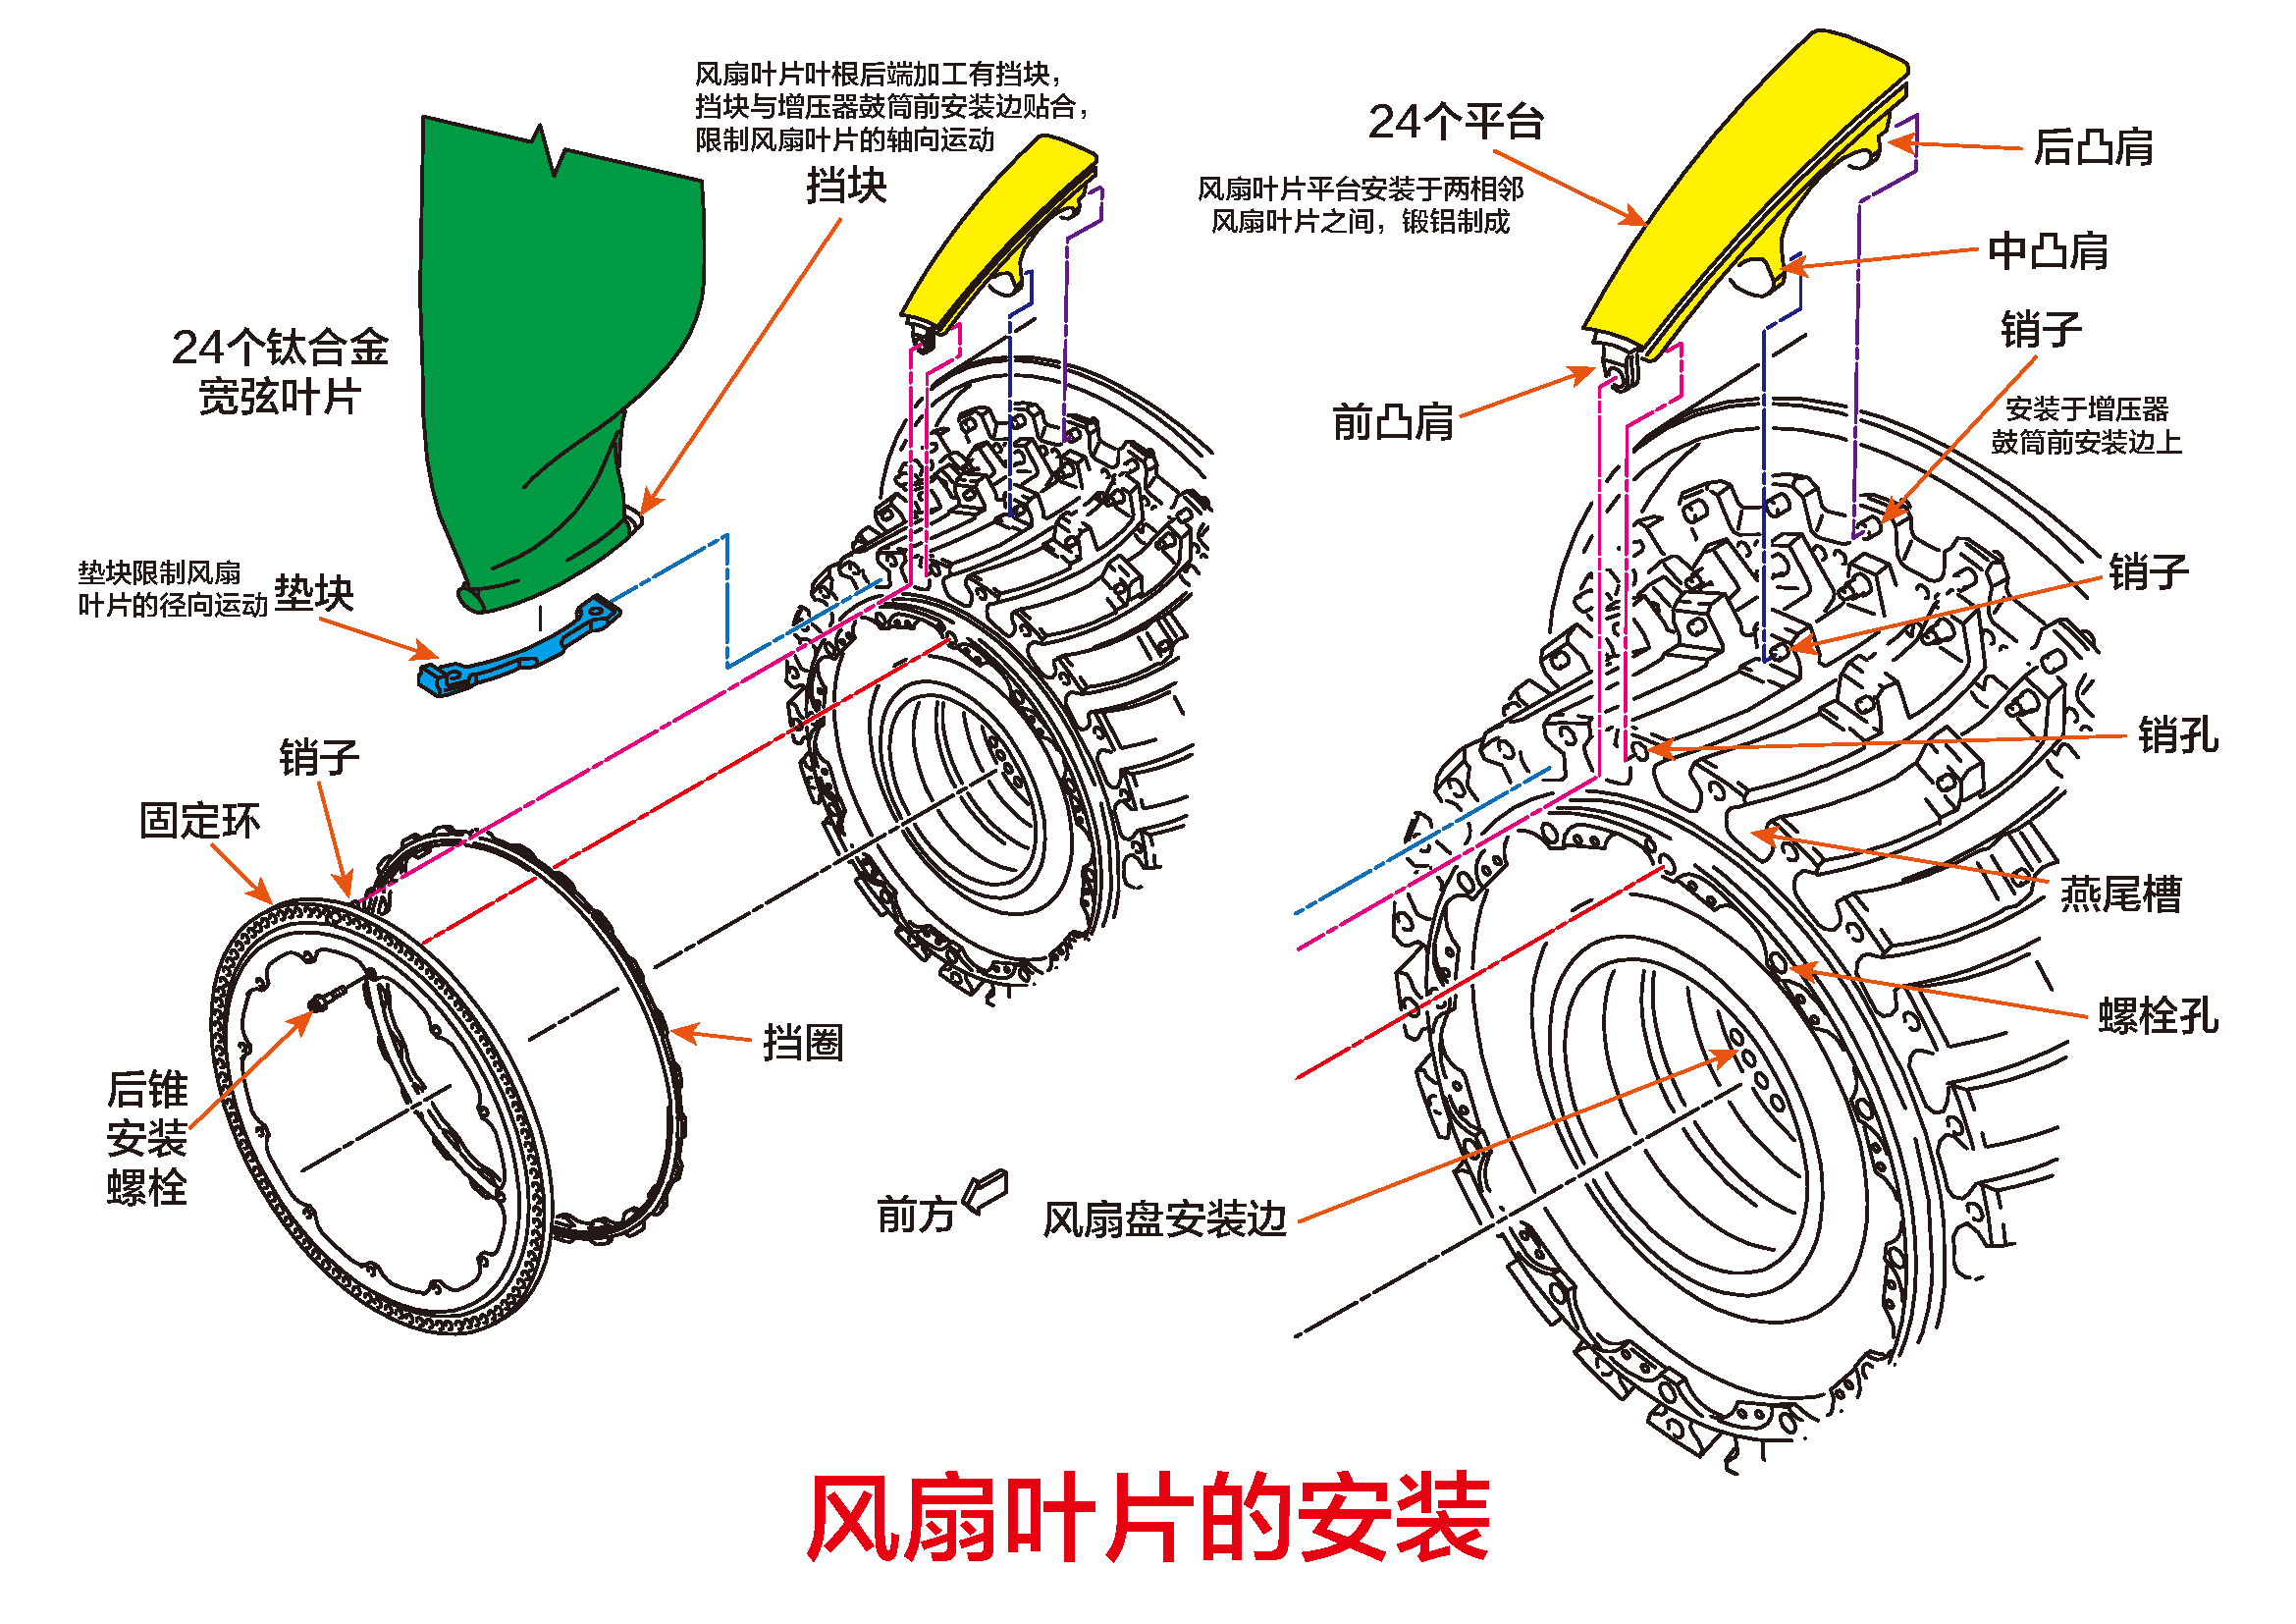 风扇叶片叶根后端加工有挡块，
挡块与增压器鼓筒前安装边贴合，
限制风扇叶片的轴向运动
挡块
24个钛合金
宽弦叶片
垫块限制风扇
叶片的径向运动
垫块
销子
固定环
后锥
安装
螺栓
挡圈
前方
24个平台
风扇叶片平台安装于两相邻
风扇叶片之间，锻铝制成
后凸肩
中凸肩
销子
安装于增压器
鼓筒前安装边上
前凸肩
销子
销孔
燕尾槽
螺栓孔
风扇盘安装边
风扇叶片的安装